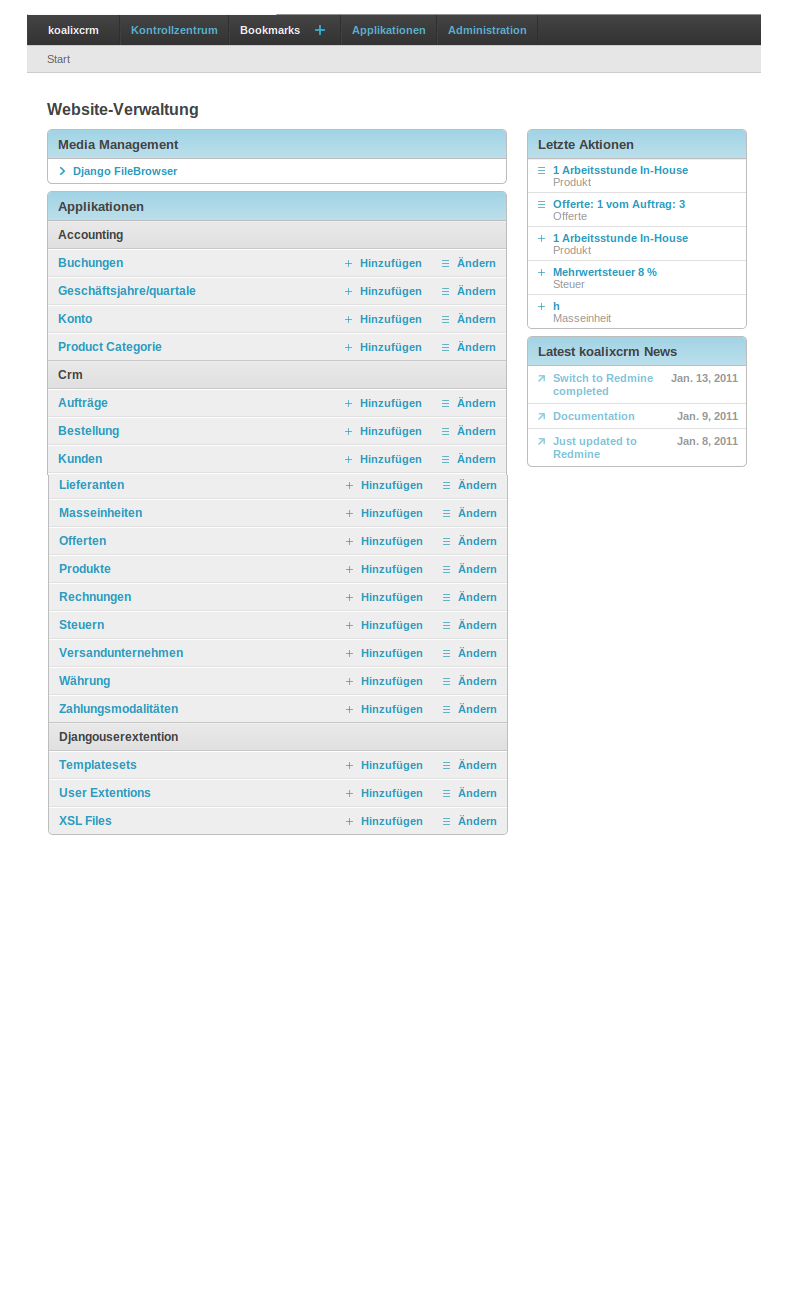 koalixcrm Kontrollzentrum Bookmarks Applikationen Administration
Start
Website-Verwaltung
Media Management
Django FileBrowser
Applikationen
Accounting
Buchungen Hinzufügen Ändern
Geschäftsjahre/quartale Hinzufügen Ändern
Konto Hinzufügen Ändern
Product Categorie Hinzufügen Ändern
Crm
Aufträge Hinzufügen Ändern
Bestellung Hinzufügen Ändern
Kunden Hinzufügen Ändern
Lieferanten Hinzufügen Ändern
Masseinheiten Hinzufügen Ändern
Offerten Hinzufügen Ändern
Produkte Hinzufügen Ändern
Rechnungen Hinzufügen Ändern
Steuern Hinzufügen Ändern
Versandunternehmen Hinzufügen Ändern
Währung Hinzufügen Ändern
Zahlungsmodalitäten Hinzufügen Ändern
Djangouserextention
Templatesets Hinzufügen Ändern
User Extentions Hinzufügen Ändern
XSL Files Hinzufügen Ändern
Letzte Aktionen
1 Arbeitsstunde In-House
Produkt
Offerte: 1 vom Auftrag: 3
Offerte
1 Arbeitsstunde In-House
Produkt
Mehrwertsteuer 8 %
Steuer
h
Masseinheit
Latest koalixcrm News
Switch to Redmine Jan. 13, 2011
completed
Documentation Jan. 9, 2011
Just updated to Jan. 8, 2011
Redmine